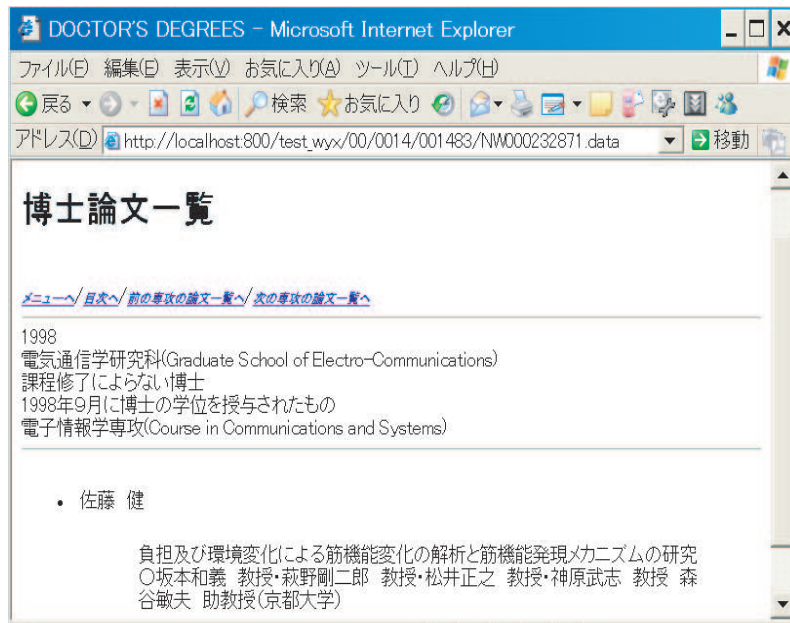 DOCTOR'S DEGREES - Microsoft Internet Explorer
ファイル(F) 編集(E) 表示(V) お気に入り(A) ツール(T) ヘルプ(H)
戻る 検索 お気に入り
アドレス(D) http://localhost:800/test_wyx/00/0014/001483/NW000232871.data 移動
博士論文一覧
メニューへ/目次へ/前の専攻の論文一覧へ/次の専攻の論文一覧へ
1998
電気通信学研究科(Graduate School of Electro-Communications)
課程修了によらない博士
1998年9月に博士の学位を授与されたもの
電子情報学専攻(Course in Communications and Systems)
• 佐藤 健
負担及び環境変化による筋機能変化の解析と筋機能発現メカニズムの研究
○坂本和義 教授・萩野剛二郎 教授・松井正之 教授・神原武志 教授 森
谷敏夫 助教授(京都大学)